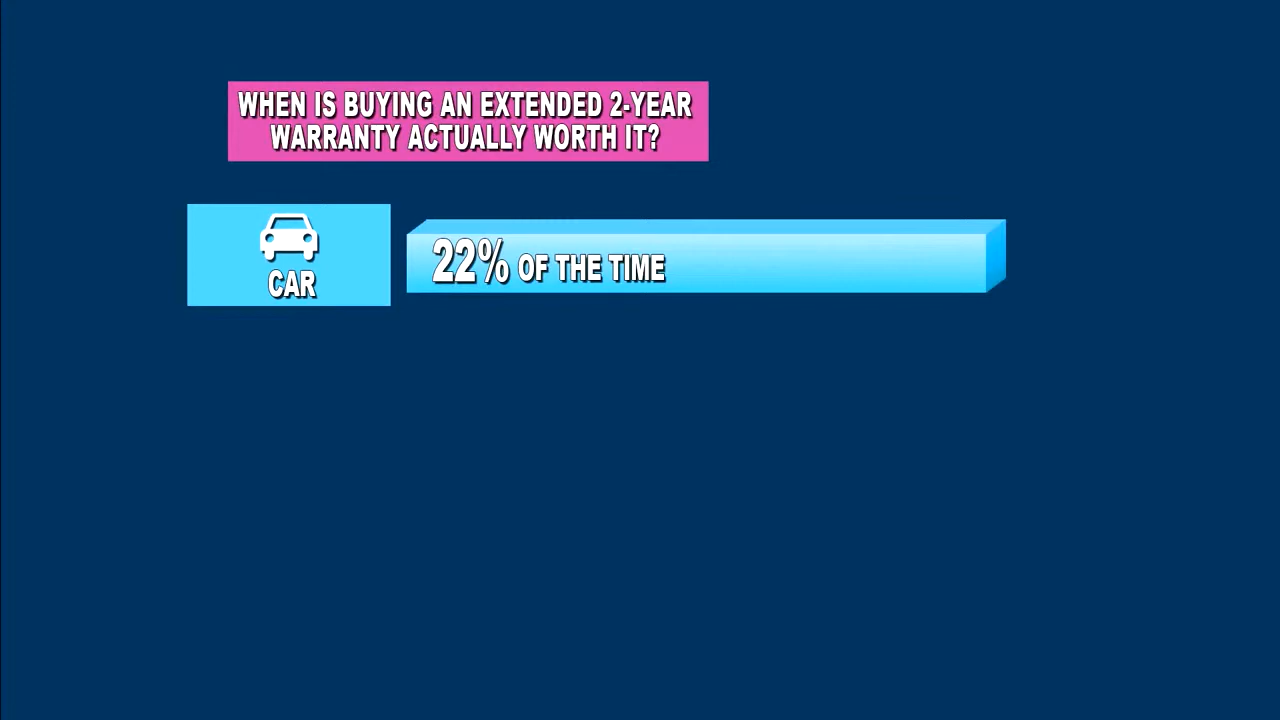 WHEN IS BUYING AN EXTENDED 2-YEAR
WARRANTY ACTUALLY WORTH IT?
CAR
22% OF THE TIME